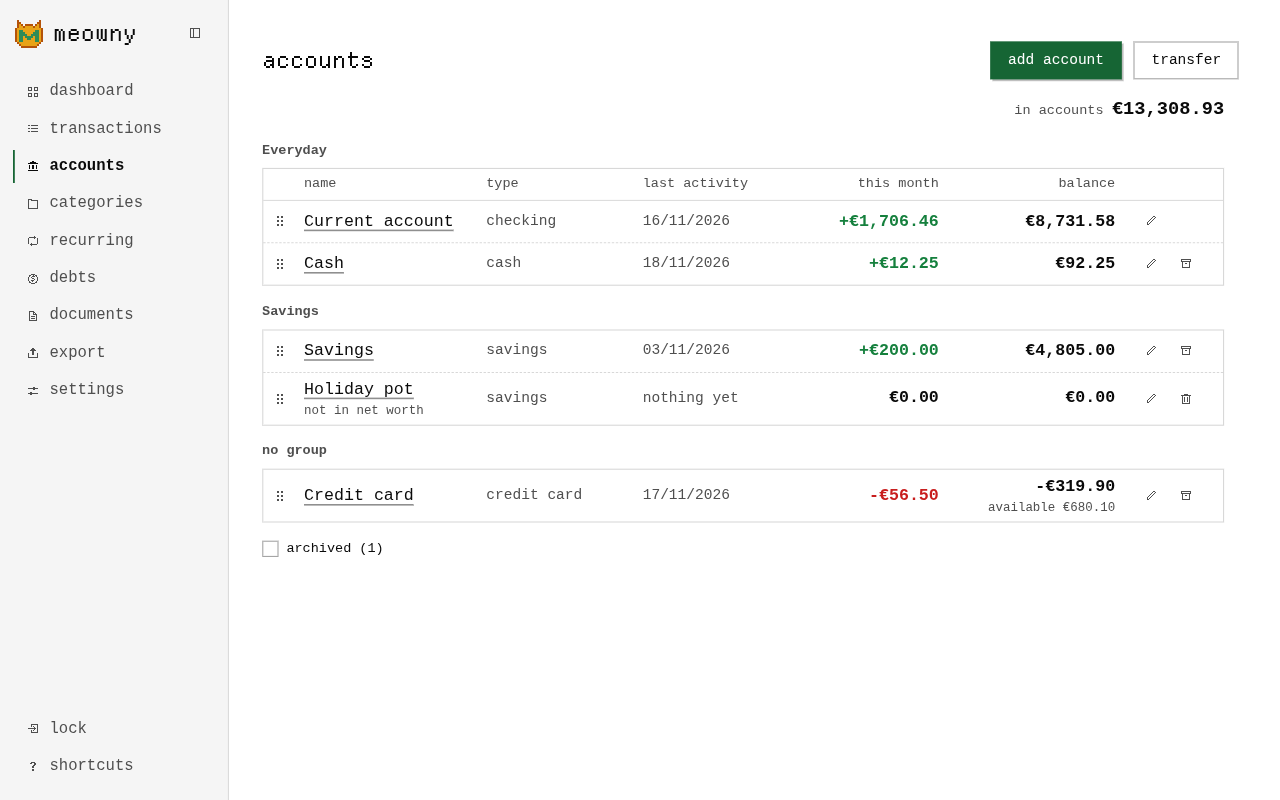 meowny
dashboard
transactions
accounts
categories
recurring
debts
documents
export
settings
lock
? shortcuts
accounts
add account
transfer
in accounts €13,308.93
Everyday
name type last activity this month balance
Current account checking 16/11/2026 +€1,706.46 €8,731.58
Cash cash 18/11/2026 +€12.25 €92.25
Savings
Savings savings 03/11/2026 +€200.00 €4,805.00
Holiday pot savings nothing yet €0.00 €0.00
not in net worth
no group
Credit card credit card 17/11/2026 -€56.50 -€319.90
available €680.10
archived (1)